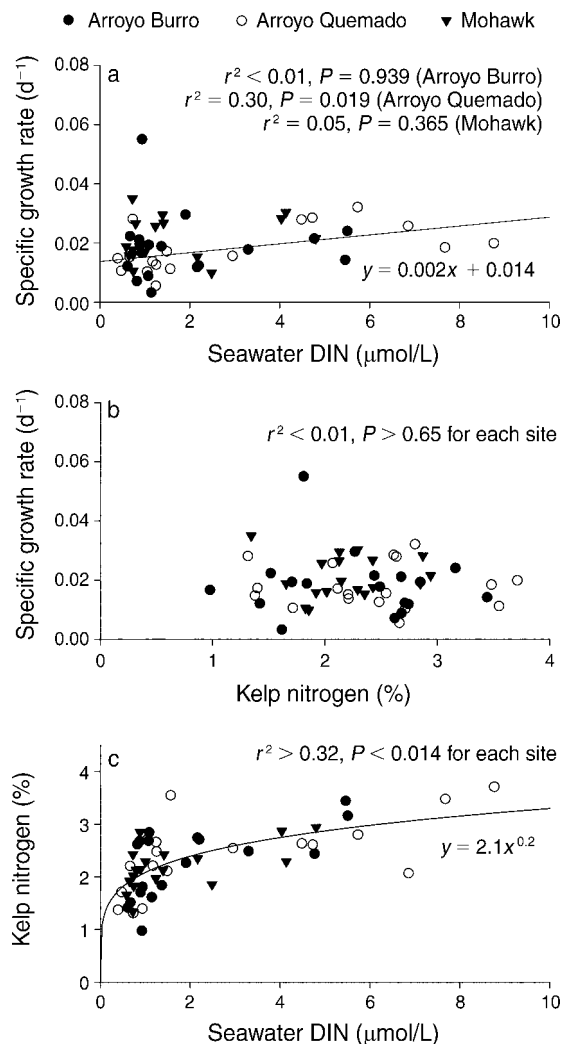 ● Arroyo Burro ○ Arroyo Quemado ▼ Mohawk
a
r² < 0.01, P = 0.939 (Arroyo Burro)
r² = 0.30, P = 0.019 (Arroyo Quemado)
r² = 0.05, P = 0.365 (Mohawk)
Specific growth rate (d⁻¹)
0.08
0.06
0.04
0.02
0.00
y = 0.002x + 0.014
0 2 4 6 8 10
Seawater DIN (μmol/L)
b
r² < 0.01, P > 0.65 for each site
Specific growth rate (d⁻¹)
0.08
0.06
0.04
0.02
0.00
0 1 2 3 4
Kelp nitrogen (%)
c
r² > 0.32, P < 0.014 for each site
Kelp nitrogen (%)
4
3
2
1
0
y = 2.1x⁰·²
0 2 4 6 8 10
Seawater DIN (μmol/L)